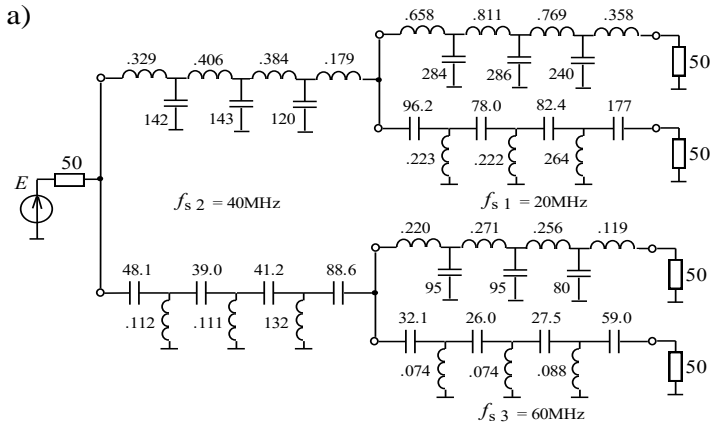 a)
.658 .811 .769 .358
.329 .406 .384 .179
284 286 240 50
142 143 120
96.2 78.0 82.4 177
.223 .222 264 50
50
E
f s 2 = 40MHz
f s 1 = 20MHz
.220 .271 .256 .119
48.1 39.0 41.2 88.6
95 95 80 50
.112 .111 132
32.1 26.0 27.5 59.0
.074 .074 .088 50
f s 3 = 60MHz